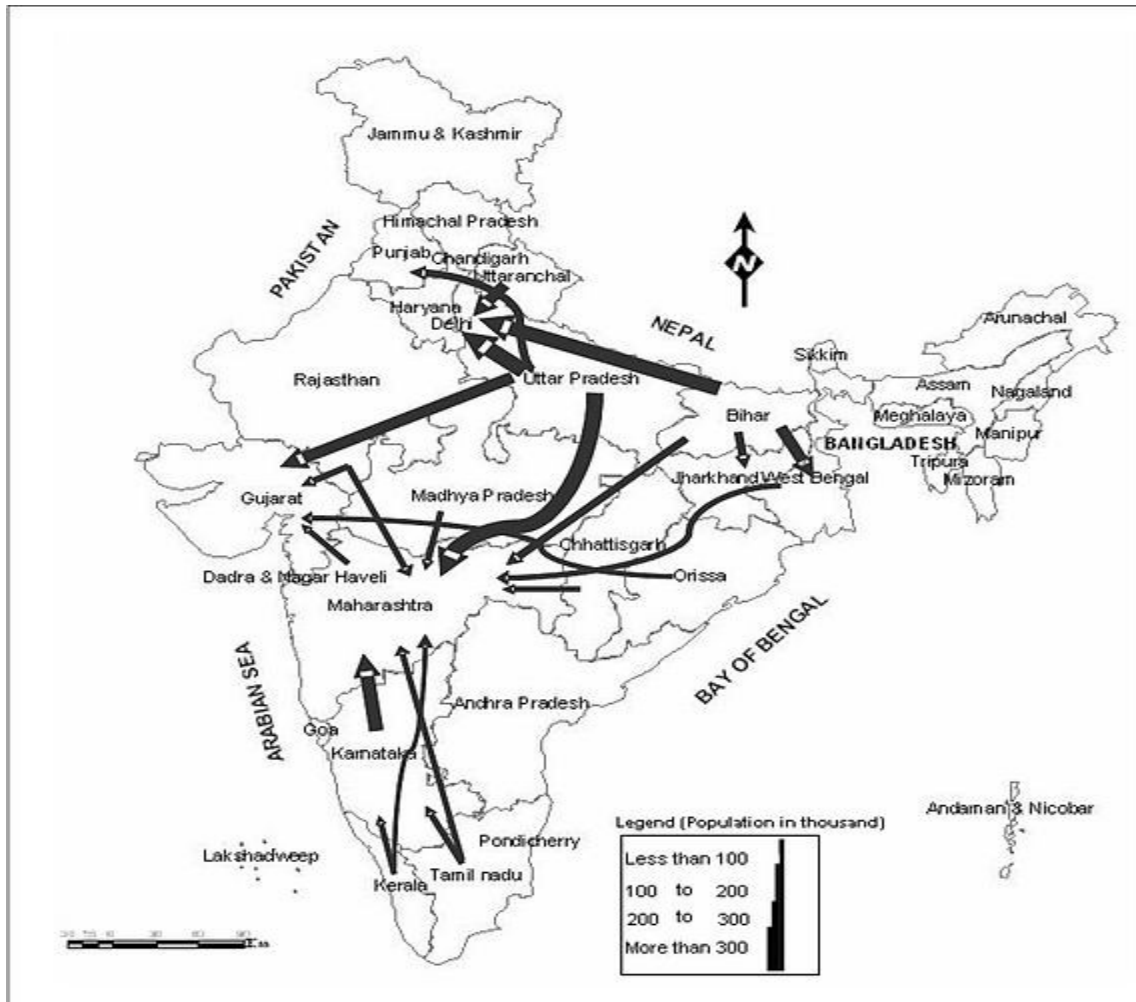 Jammu & Kashmir
Himachal Pradesh
Punjab
Chandigarh
Uttaranchal
PAKISTAN
Haryana
Delhi
N
NEPAL
Arunachal
Sikkim
Rajasthan
Uttar Pradesh
Assam
Nagaland
Bihar
Meghalaya
Manipur
BANGLADESH
Tripura
Mizoram
Gujarat
Madhya Pradesh
Jharkhand
West Bengal
Chhattisgarh
Dadra & Nagar Haveli
Orissa
Maharashtra
BAY OF BENGAL
ARABIAN SEA
Andhra Pradesh
Goa
Karnataka
Andaman & Nicobar
Pondicherry
Lakshadweep
Kerala
Tamil nadu
Legend (Population in thousand)
Less than 100
100 to 200
200 to 300
More than 300